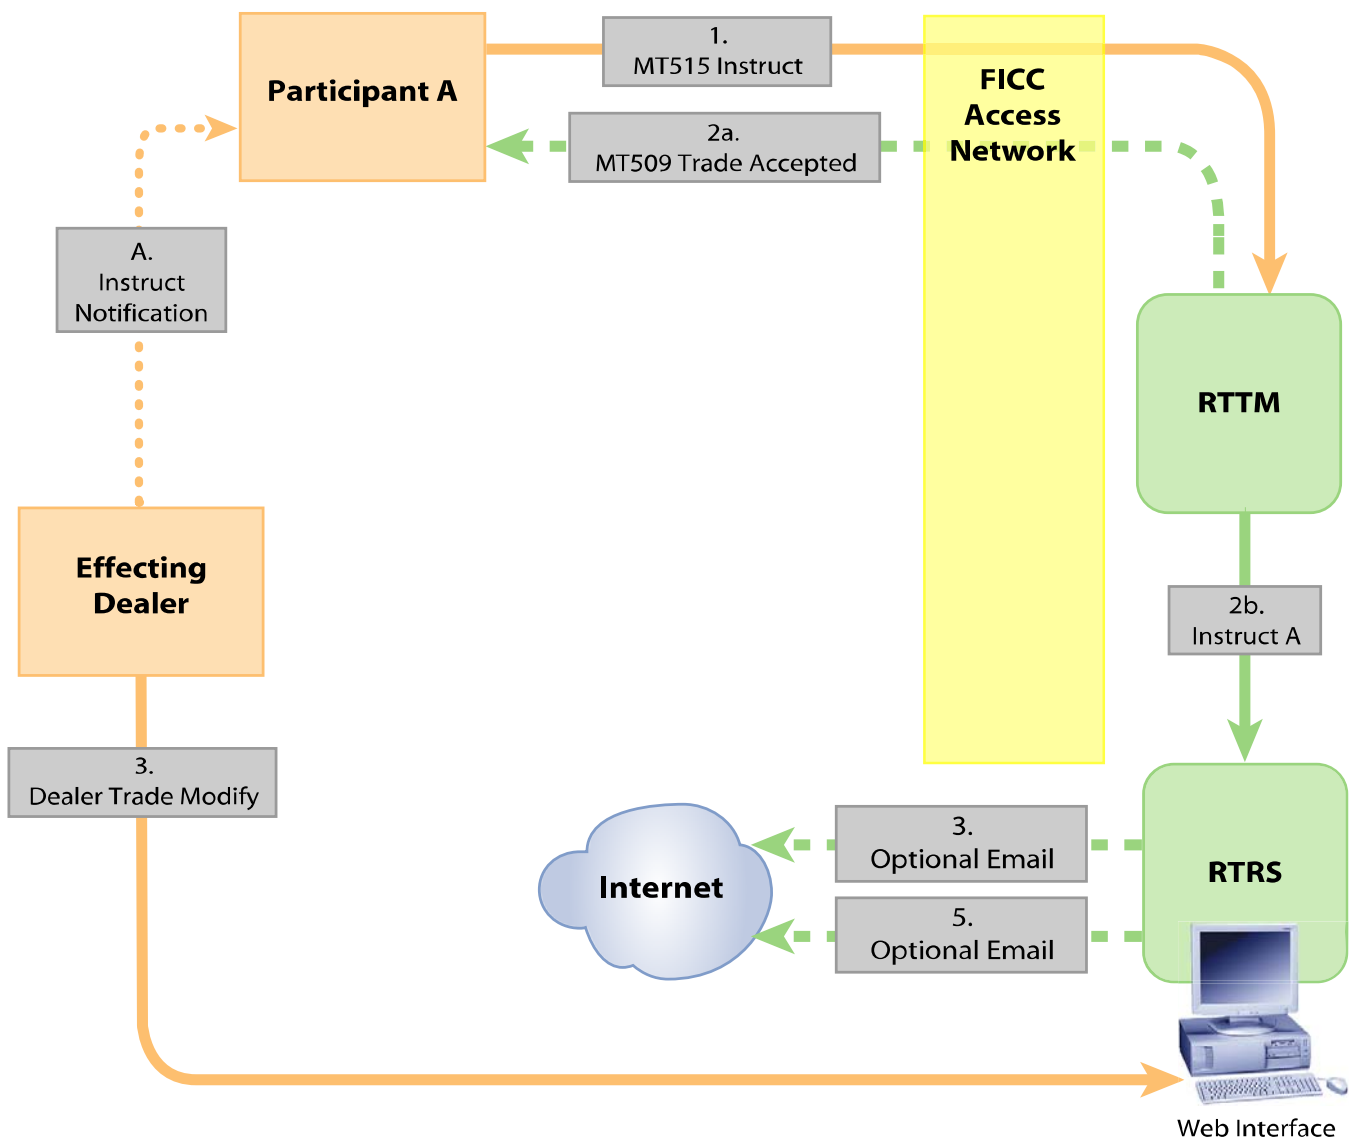 1.
MT515 Instruct
Participant A
FICC
Access
Network
2a.
MT509 Trade Accepted
A.
Instruct
Notification
RTTM
Effecting
Dealer
2b.
Instruct A
3.
Dealer Trade Modify
3.
Optional Email
Internet
RTRS
5.
Optional Email
Web Interface